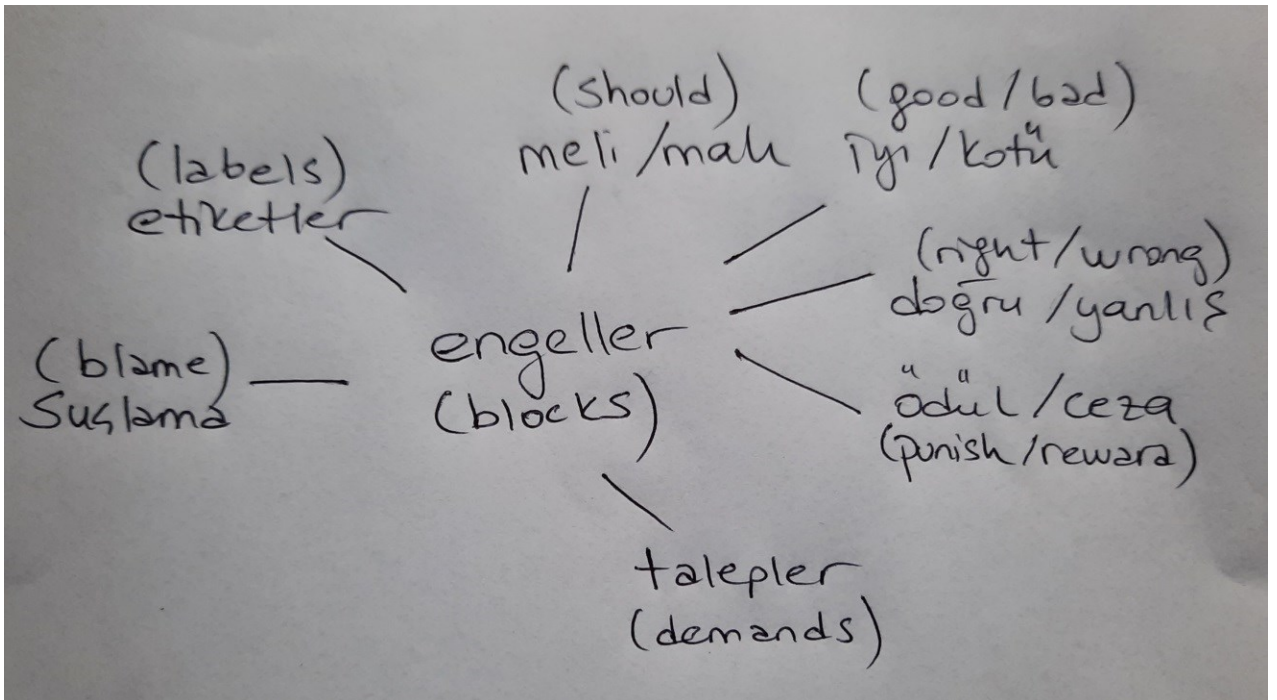 (should)
meli/malı
(good/bad)
iyi/kötü
(labels)
etiketler
(right/wrong)
doğru/yanlış
engeller
(blocks)
(blame)
Suçlama
ödül/ceza
(punish/reward)
talepler
(demands)